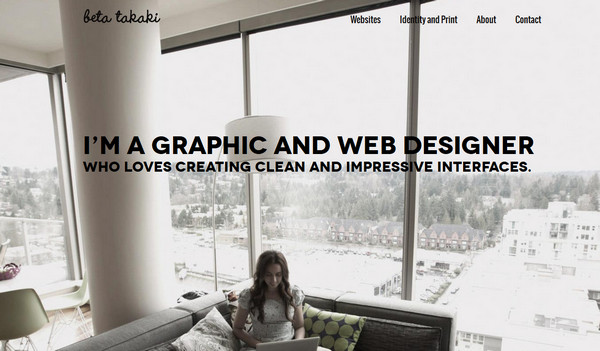 beta takaki
Websites Identity and Print About Contact
I'M A GRAPHIC AND WEB DESIGNER
WHO LOVES CREATING CLEAN AND IMPRESSIVE INTERFACES.